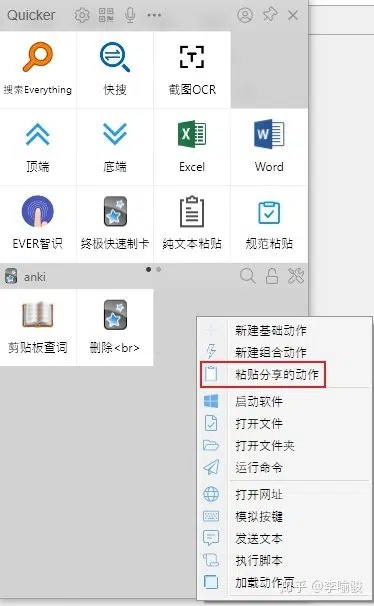 Quicker
搜索Everything 快搜 截图OCR
顶端 底端 Excel Word
EVER智识 终极快速制卡 純文本粘贴 规范粘贴
anki
剪贴板查词 删除<br>
新建基础动作
新建组合动作
粘贴分享的动作
启动软件
打开文件
打开文件夹
运行命令
打开网址
模拟按键
发送文本
执行脚本
加载动作页
知乎 @李喻骏